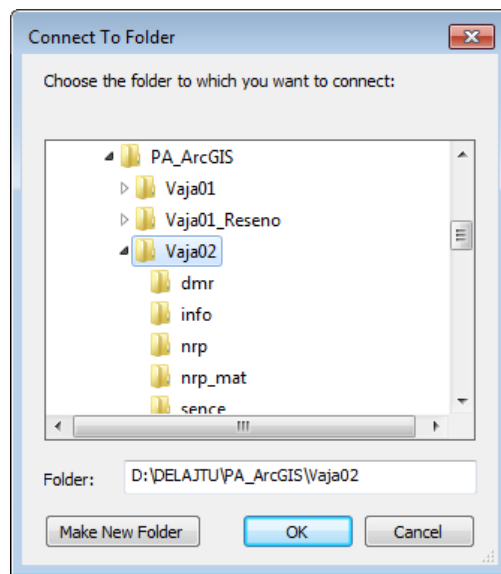 Connect To Folder
Choose the folder to which you want to connect:
PA_ArcGIS
Vaja01
Vaja01_Reseno
Vaja02
dmr
info
nrp
nrp_mat
sence
Folder: D:\DELAJTU\PA_ArcGIS\Vaja02
Make New Folder OK Cancel